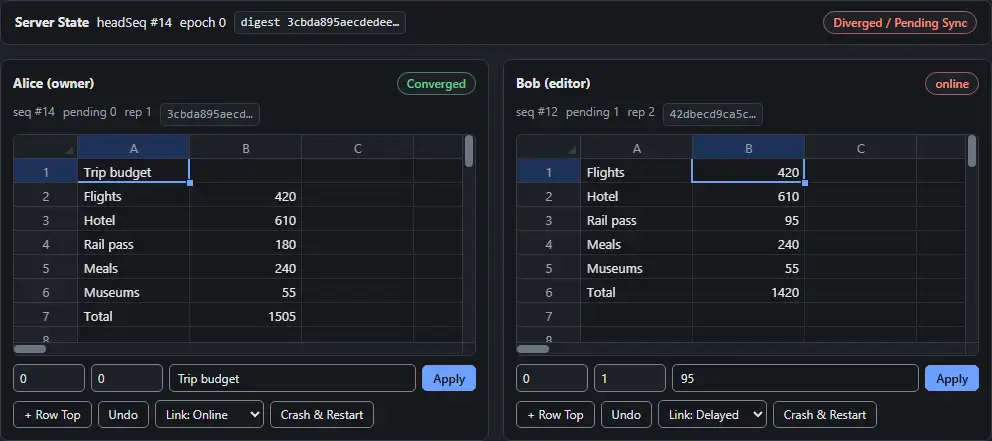 Server State headSeq #14 epoch 0 digest 3cbda895aecdedee… Diverged / Pending Sync
Alice (owner) Converged
seq #14 pending 0 rep 1 3cbda895aecd…
A B C
1 Trip budget
2 Flights 420
3 Hotel 610
4 Rail pass 180
5 Meals 240
6 Museums 55
7 Total 1505
8
0 0 Trip budget Apply
+ Row Top Undo Link: Online Crash & Restart
Bob (editor) online
seq #12 pending 1 rep 2 42dbecd9ca5c…
A B C
1 Flights 420
2 Hotel 610
3 Rail pass 95
4 Meals 240
5 Museums 55
6 Total 1420
7
8
0 1 95 Apply
+ Row Top Undo Link: Delayed Crash & Restart